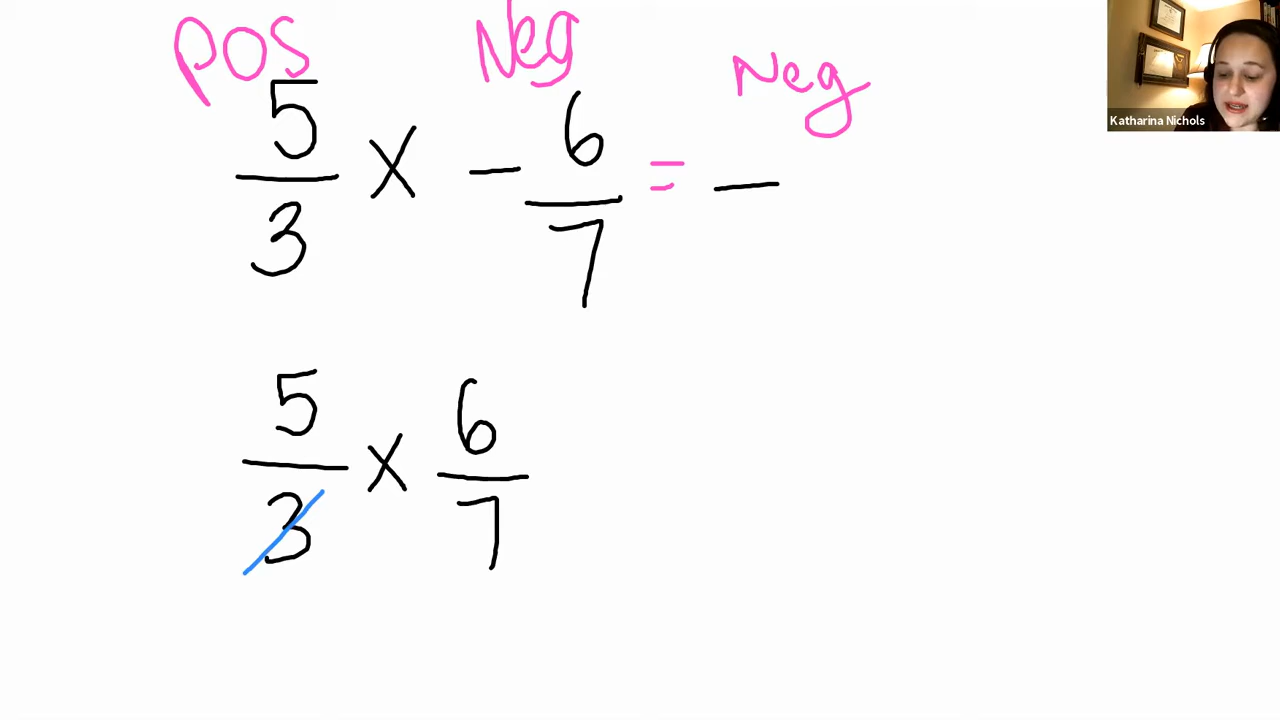 POS Neg Neg
5/3 X - 6/7 = -
5/3 x 6/7
Katharina Nichols